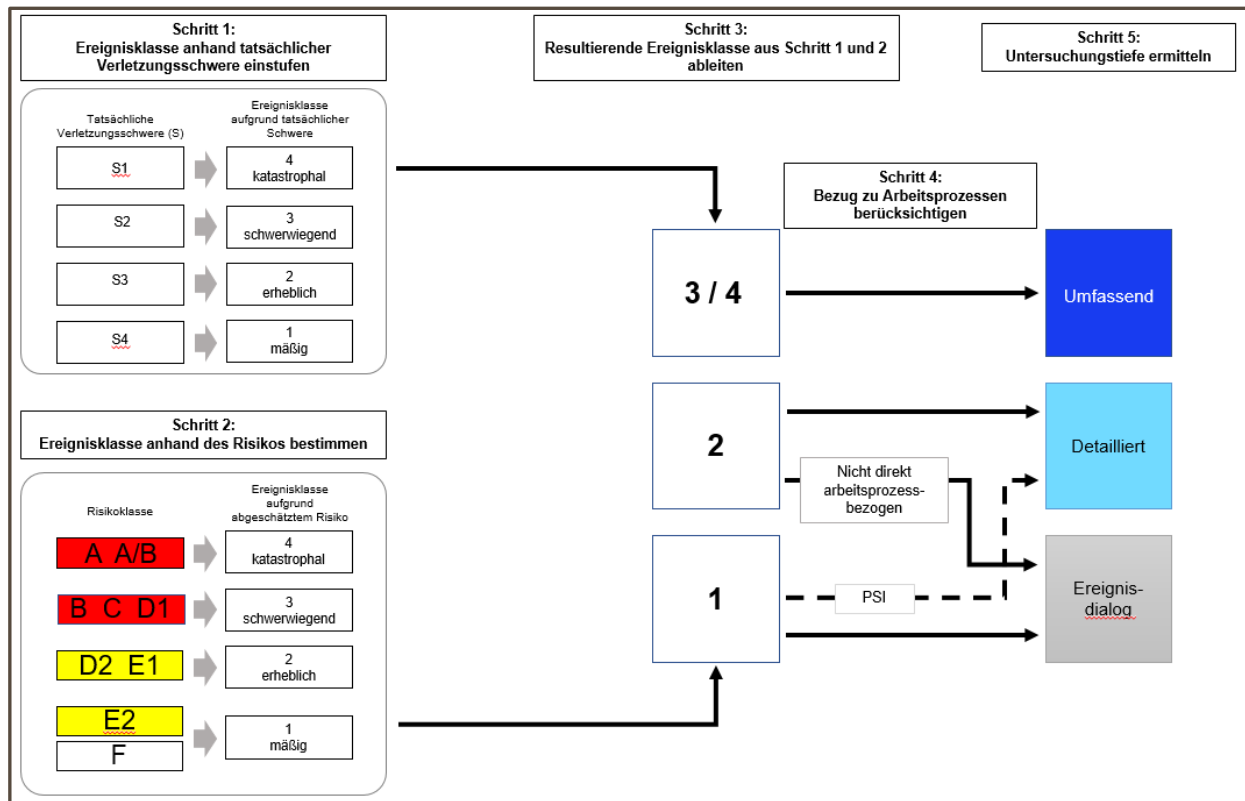 Schritt 1:
Ereignisklasse anhand tatsächlicher
Verletzungsschwere einstufen
Tatsächliche
Verletzungsschwere (S)
Ereignisklasse
aufgrund tatsächlicher
Schwere
S1
4
katastrophal
S2
3
schwerwiegend
S3
2
erheblich
S4
1
mäßig
Schritt 2:
Ereignisklasse anhand des Risikos bestimmen
Risikoklasse
Ereignisklasse
aufgrund
abgeschätztem Risiko
A A/B
4
katastrophal
B C D1
3
schwerwiegend
D2 E1
2
erheblich
E2
F
1
mäßig
Schritt 3:
Resultierende Ereignisklasse aus Schritt 1 und 2
ableiten
3 / 4
2
1
Schritt 4:
Bezug zu Arbeitsprozessen
berücksichtigen
Nicht direkt
arbeitsprozess-
bezogen
PSI
Schritt 5:
Untersuchungstiefe ermitteln
Umfassend
Detailliert
Ereignis-
dialog